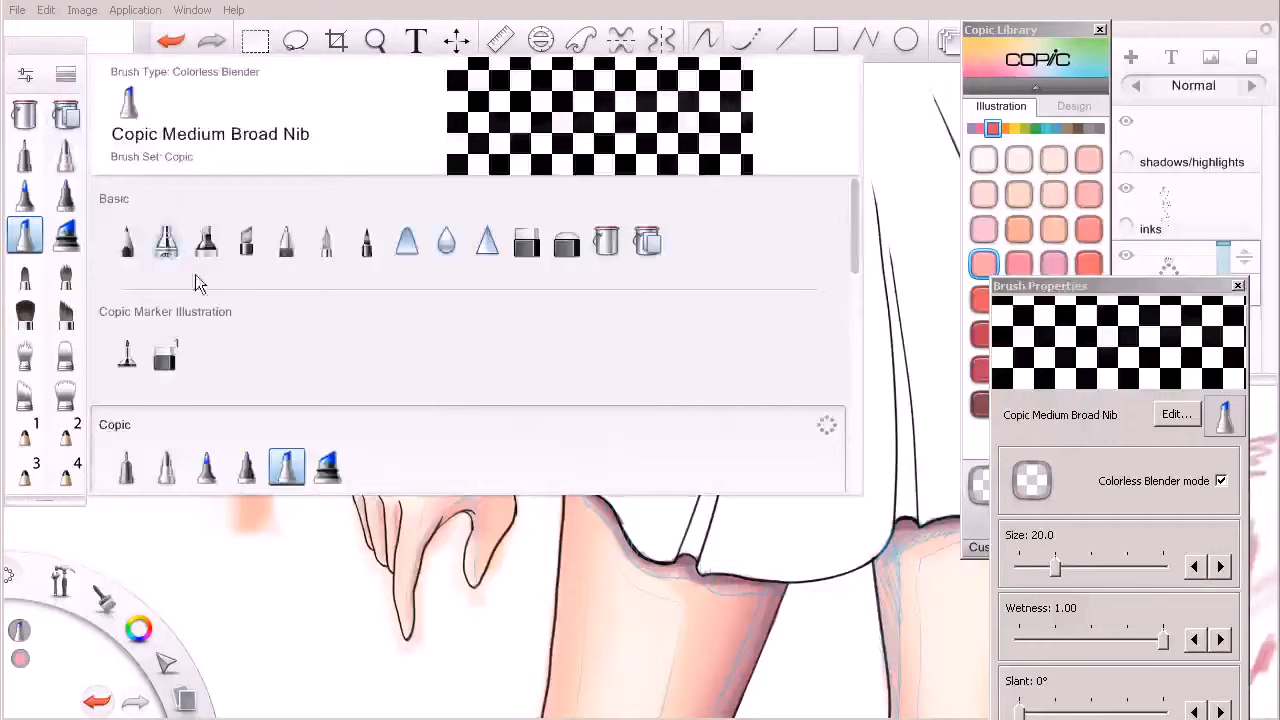 File Edit Image Application Window Help
T
Copic Library
COPIC
Illustration Design
T
Normal
shadows/highlights
inks
Brush Type: Colorless Blender
Copic Medium Broad Nib
Brush Set: Copic
Basic
Copic Marker Illustration
1
Copic
1 2
3 4
Brush Properties
Copic Medium Broad Nib Edit...
Colorless Blender mode
Size: 20.0
Wetness: 1.00
Slant: 0°
Cus